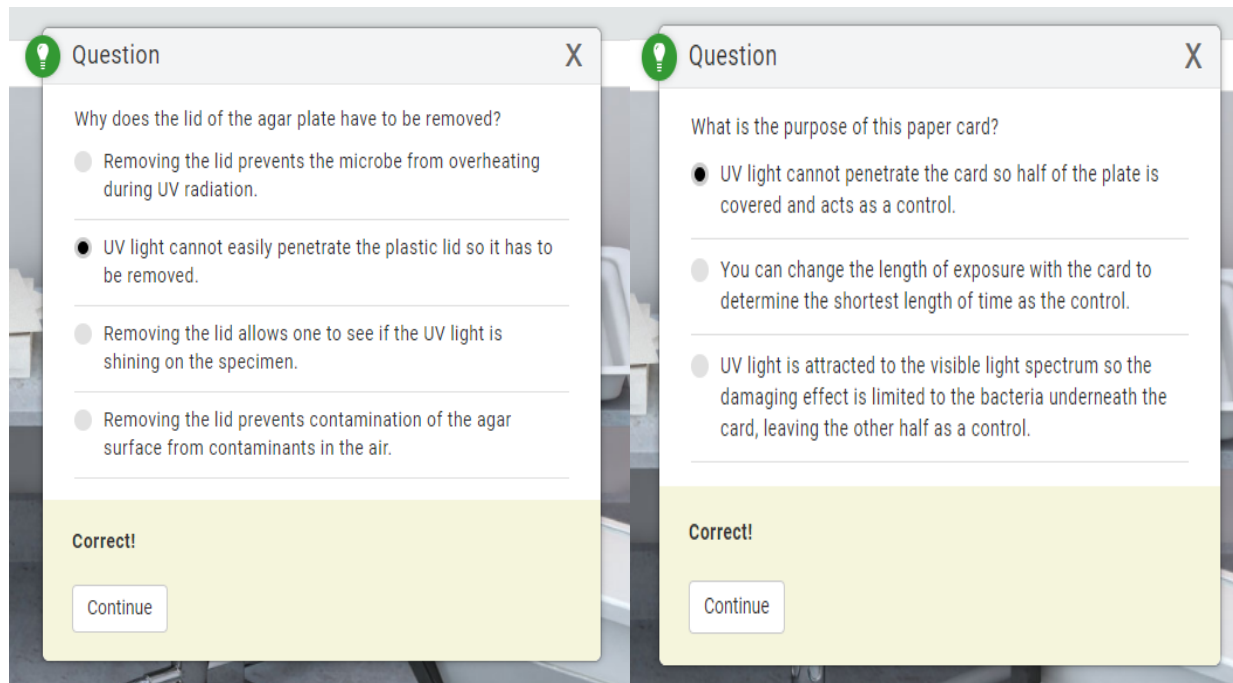 Question
X
Why does the lid of the agar plate have to be removed?
Removing the lid prevents the microbe from overheating
during UV radiation.
UV light cannot easily penetrate the plastic lid so it has to
be removed.
Removing the lid allows one to see if the UV light is
shining on the specimen.
Removing the lid prevents contamination of the agar
surface from contaminants in the air.
Correct!
Continue
Question
X
What is the purpose of this paper card?
UV light cannot penetrate the card so half of the plate is
covered and acts as a control.
You can change the length of exposure with the card to
determine the shortest length of time as the control.
UV light is attracted to the visible light spectrum so the
damaging effect is limited to the bacteria underneath the
card, leaving the other half as a control.
Correct!
Continue